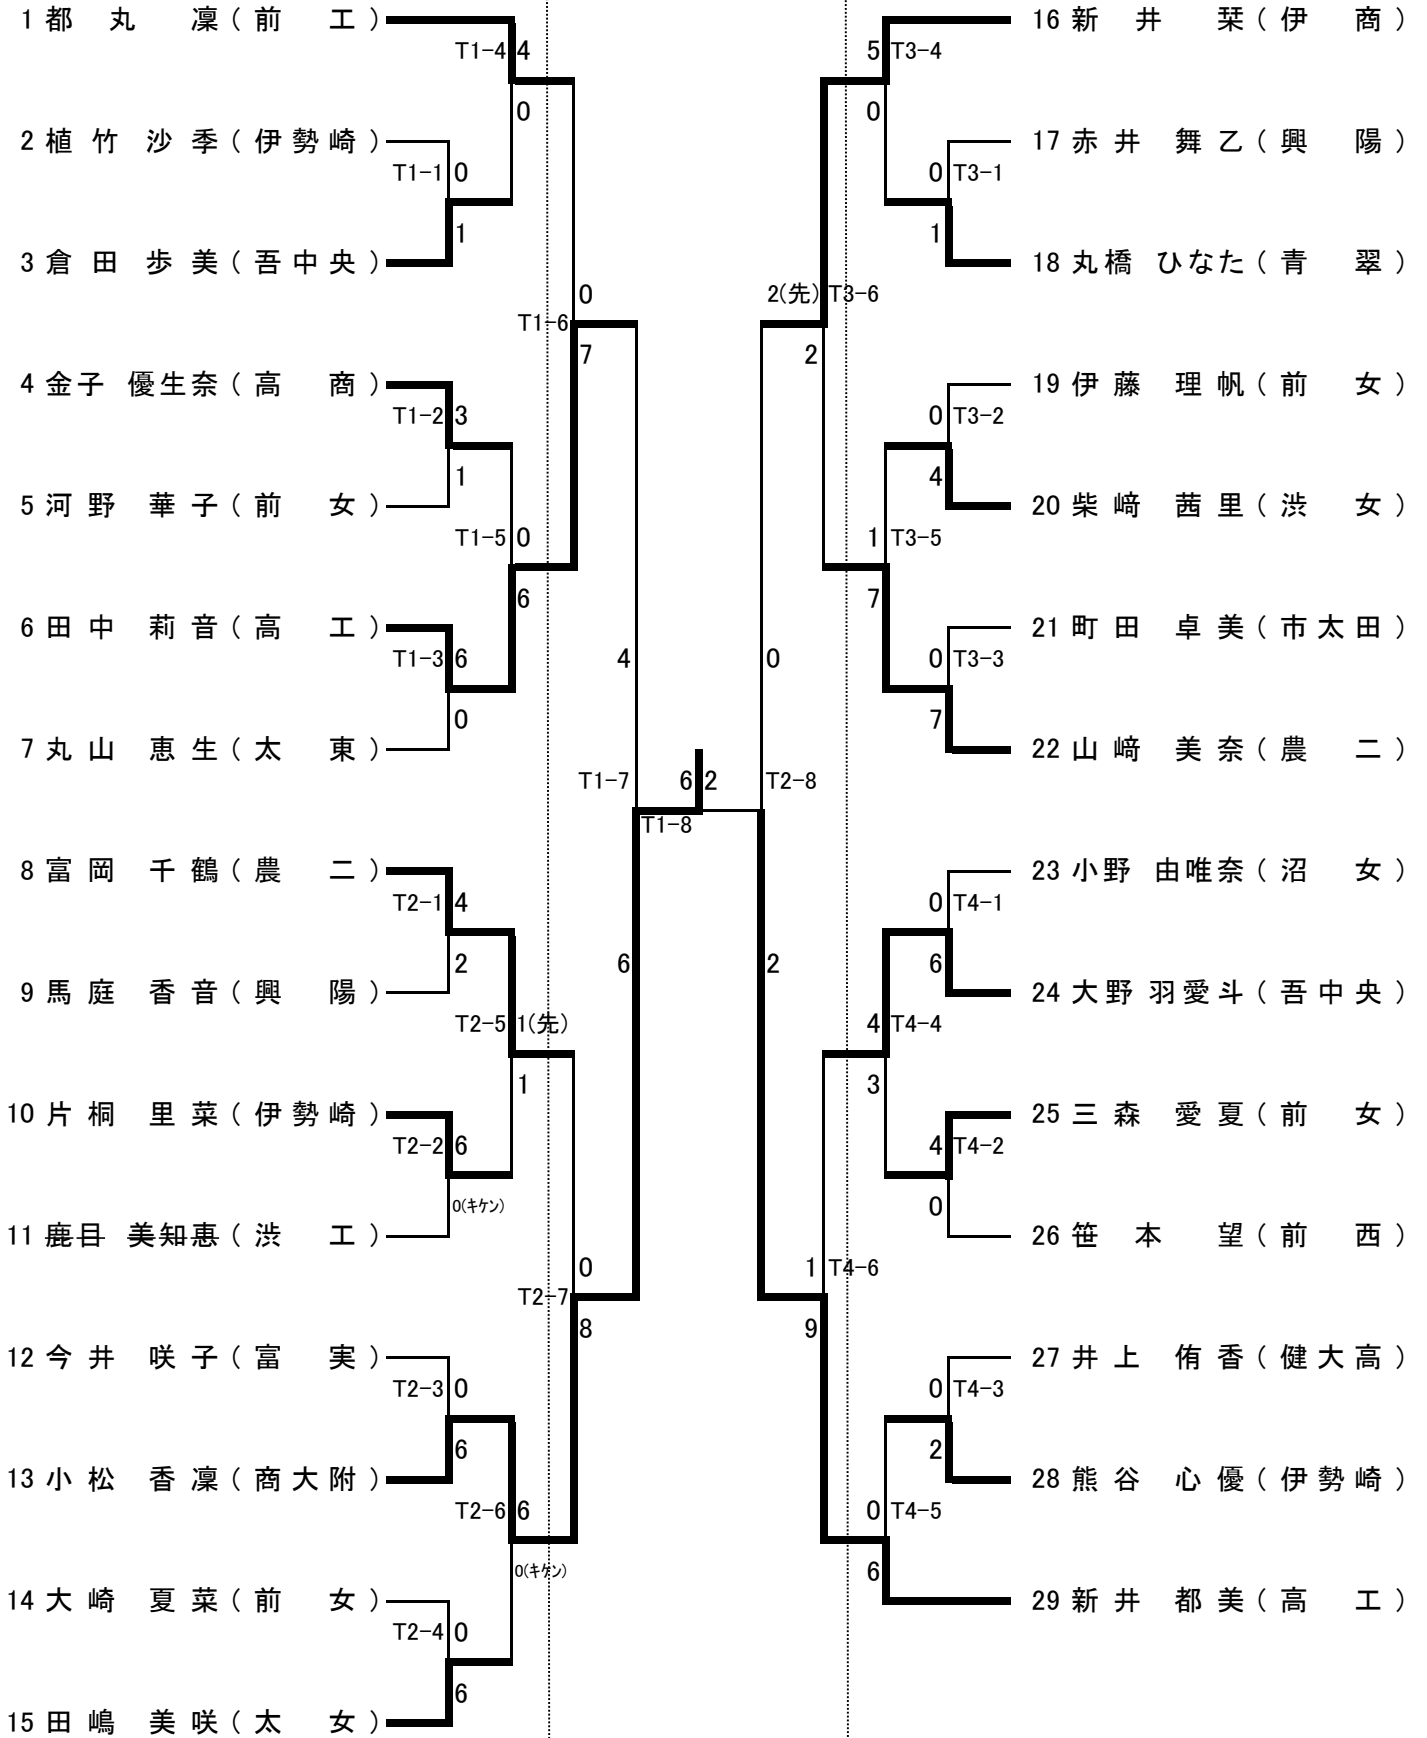 1 都丸 凜(前 工)
T1-4 4
0
2 植竹 沙季(伊勢崎)
T1-1 0
1
3 倉田 歩美(吾中央)
0
T1-6
7
4 金子 優生奈(高 商)
T1-2 3
1
5 河野 華子(前 女)
T1-5 0
6
6 田中 莉音(高 工)
T1-3 6
0
7 丸山 恵生(太 東)
4
T1-7
6 2
T1-8
8 富岡 千鶴(農 二)
T2-1 4
2
9 馬庭 香音(興 陽)
6
T2-5 1(先)
1
10 片桐 里菜(伊勢崎)
T2-2 6
0(キケン)
11 鹿目 美知恵(渋 工)
0
T2-7
8
12 今井 咲子(富 実)
T2-3 0
6
13 小松 香凜(商大附)
T2-6 6
0(キケン)
14 大崎 夏菜(前 女)
T2-4 0
6
15 田嶋 美咲(太 女)
16 新井 栞(伊 商)
5 T3-4
0
17 赤井 舞乙(興 陽)
0 T3-1
1
18 丸橋 ひなた(青 翠)
2(先) T3-6
2
19 伊藤 理帆(前 女)
0 T3-2
4
20 柴﨑 茜里(渋 女)
1 T3-5
7
21 町田 卓美(市太田)
0 T3-3
7
22 山﨑 美奈(農 二)
0
T2-8
2
23 小野 由唯奈(沼 女)
0 T4-1
6
24 大野 羽愛斗(吾中央)
4 T4-4
3
25 三森 愛夏(前 女)
4 T4-2
0
26 笹本 望(前 西)
1 T4-6
9
27 井上 侑香(健大高)
0 T4-3
2
28 熊谷 心優(伊勢崎)
0 T4-5
6
29 新井 都美(高 工)